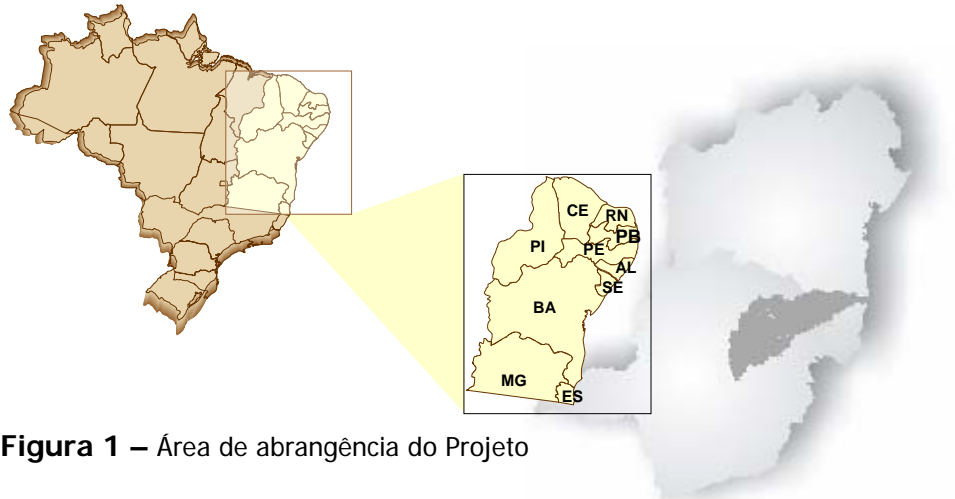 CE
RN
PB
PI
PE
AL
SE
BA
MG
ES
Figura 1 – Área de abrangência do Projeto